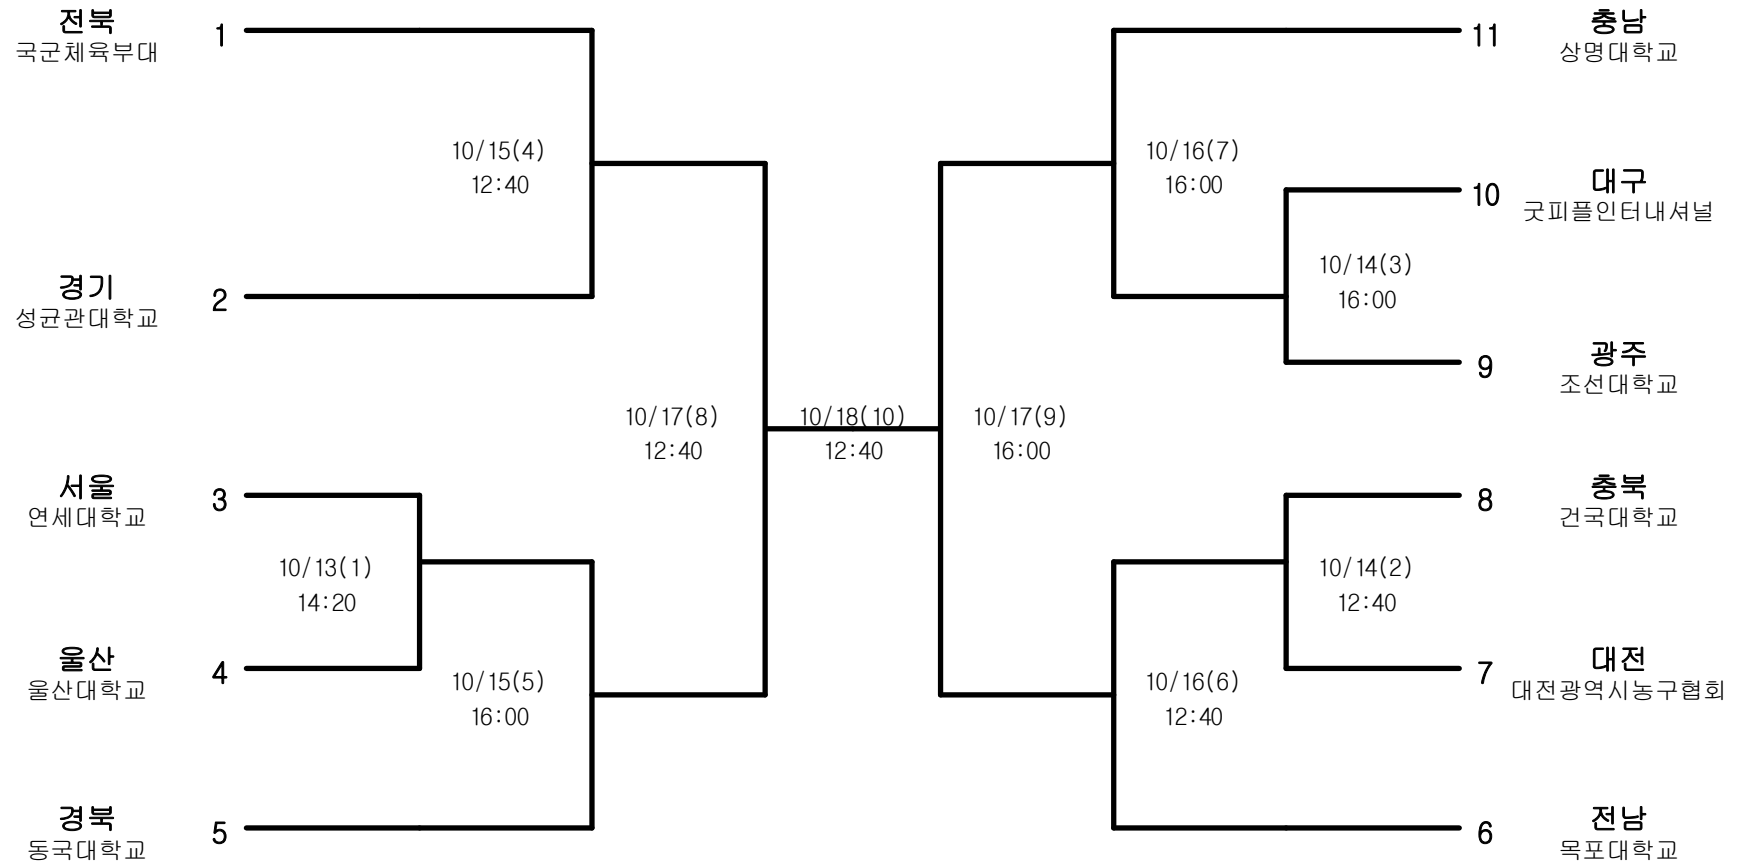 전북
국군체육부대
1
10/15(4)
12:40
경기
성균관대학교
2
서울
연세대학교
3
10/13(1)
14:20
울산
울산대학교
4
10/15(5)
16:00
경북
동국대학교
5
10/17(8)
12:40
10/18(10)
12:40
10/17(9)
16:00
11
충남
상명대학교
10/16(7)
16:00
10
대구
굿피플인터내셔널
10/14(3)
16:00
9
광주
조선대학교
8
충북
건국대학교
10/14(2)
12:40
7
대전
대전광역시농구협회
10/16(6)
12:40
6
전남
목포대학교